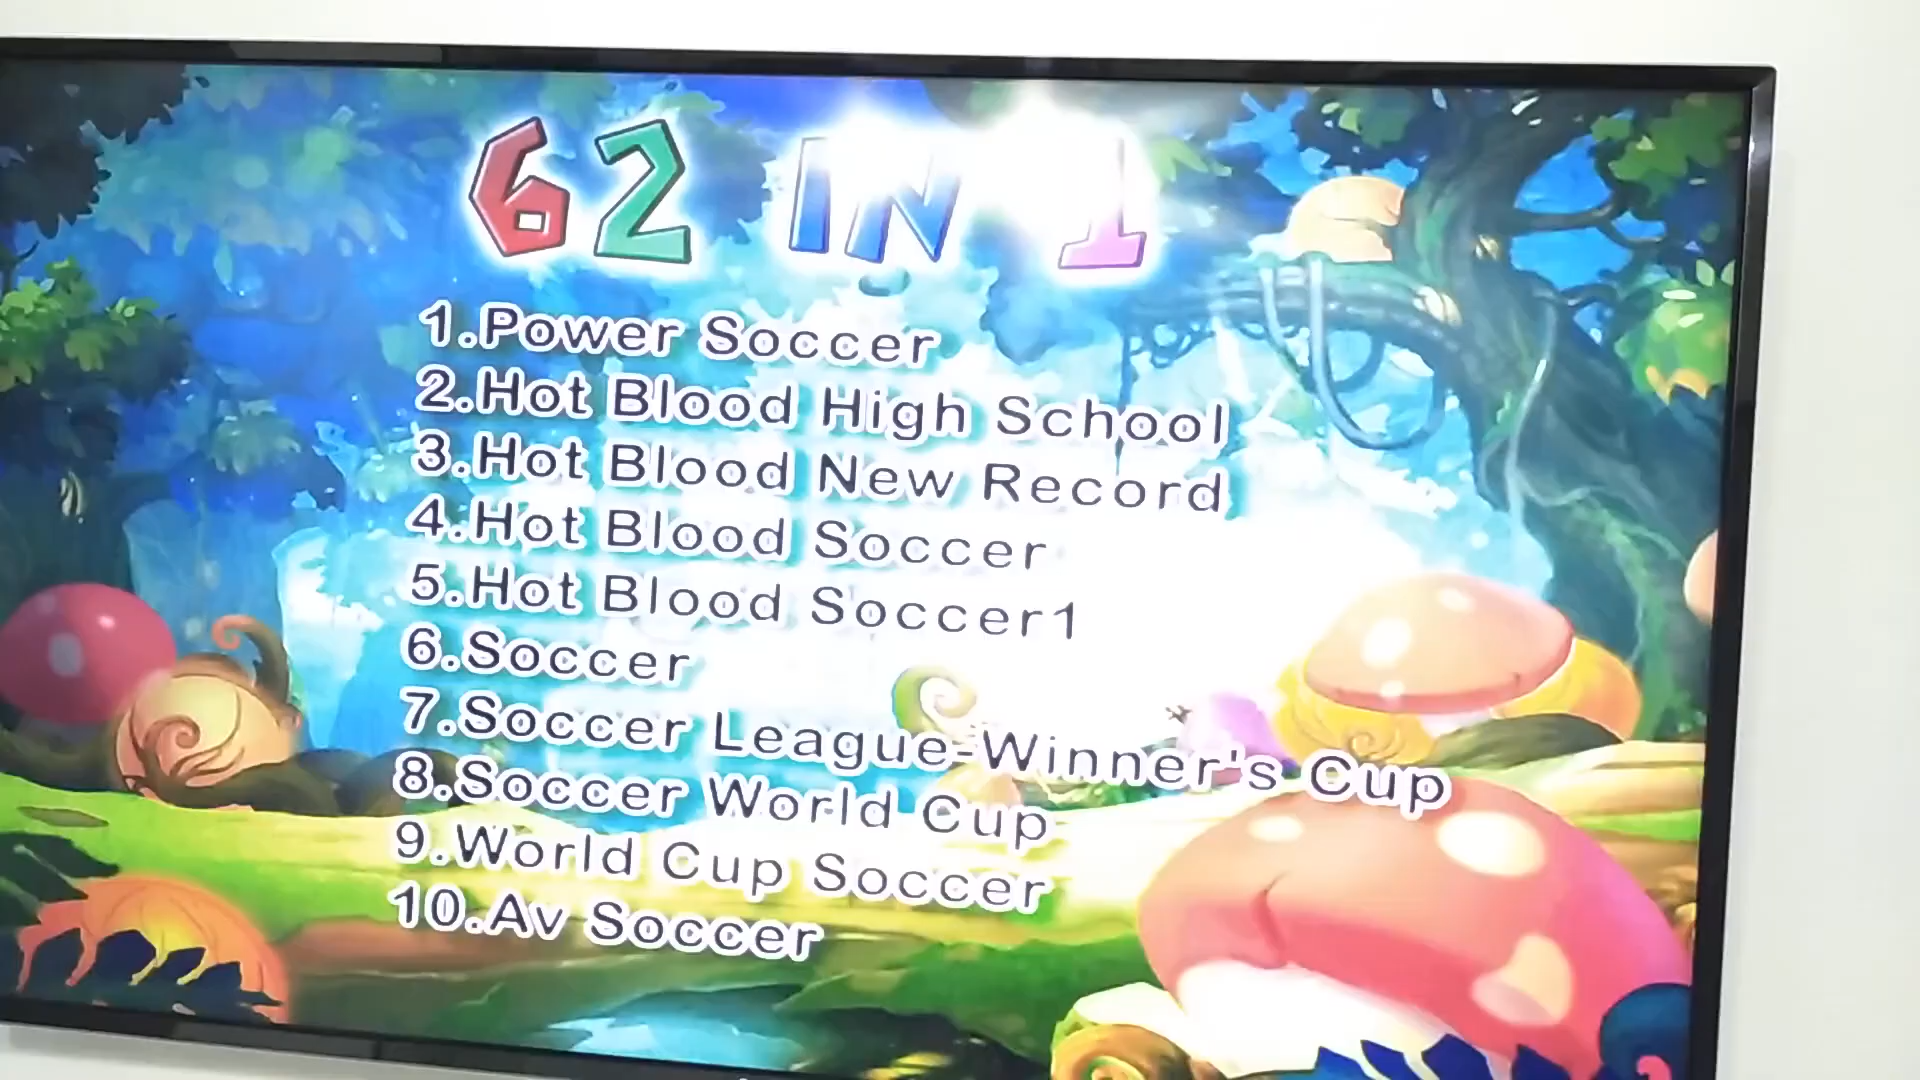 62 IN 1
1.Power Soccer
2.Hot Blood High School
3.Hot Blood New Record
4.Hot Blood Soccer
5.Hot Blood Soccer1
6.Soccer
7.Soccer League-Winner's Cup
8.Soccer World Cup
9.World Cup Soccer
10.Av Soccer